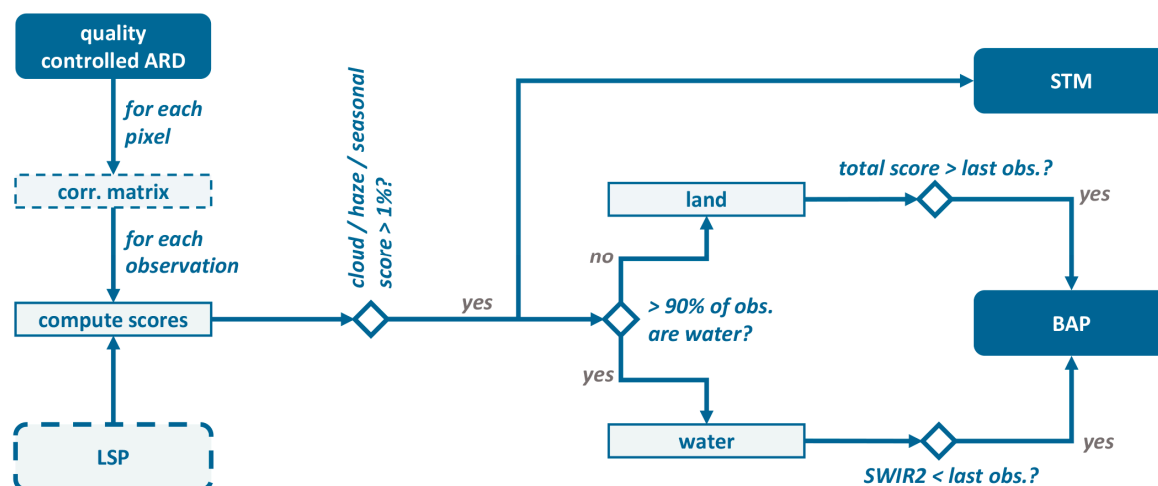 quality
controlled ARD
for each
pixel
corr. matrix
for each
observation
compute scores
LSP
cloud / haze / seasonal
score > 1%?
yes
STM
> 90% of obs.
are water?
no
land
total score > last obs.?
yes
BAP
yes
water
SWIR2 < last obs.?
yes